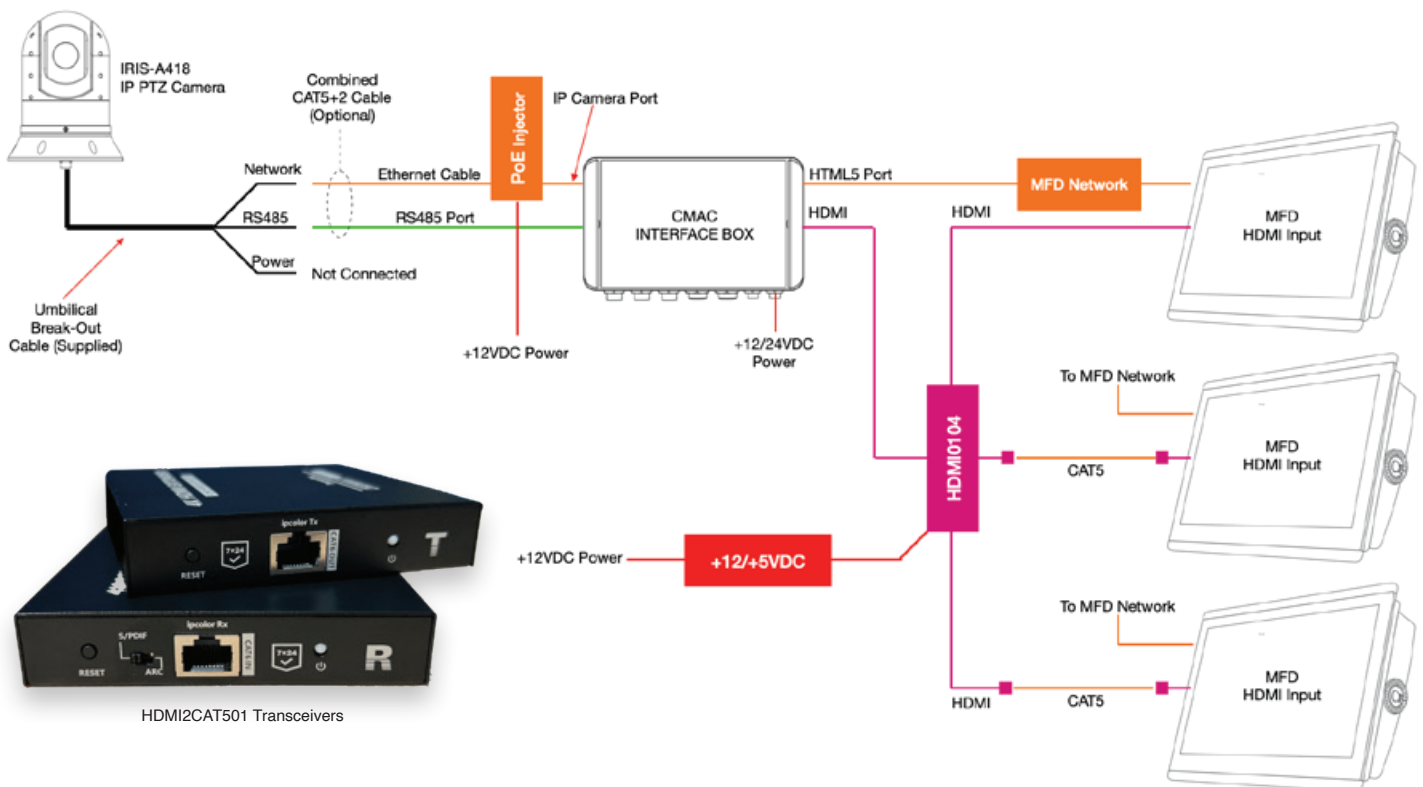 IRIS-A418
IP PTZ Camera
Combined
CAT5+2 Cable
(Optional)
PoE Injector
IP Camera Port
Network
Ethernet Cable
HTML5 Port
MFD Network
RS485
RS485 Port
CMAC
INTERFACE BOX
HDMI
HDMI
MFD
HDMI Input
Power
Not Connected
Umbilical
Break-Out
Cable (Supplied)
+12VDC Power
+12/24VDC
Power
To MFD Network
HDMI0104
CAT5
MFD
HDMI Input
+12VDC Power
+12/+5VDC
To MFD Network
HDMI
CAT5
MFD
HDMI Input
ipcolor Tx
RESET
7×24
CAT6 OUT
T
ipcolor Rx
S/PDIF
ARC
RESET
CAT6 IN
7×24
R
HDMI2CAT501 Transceivers